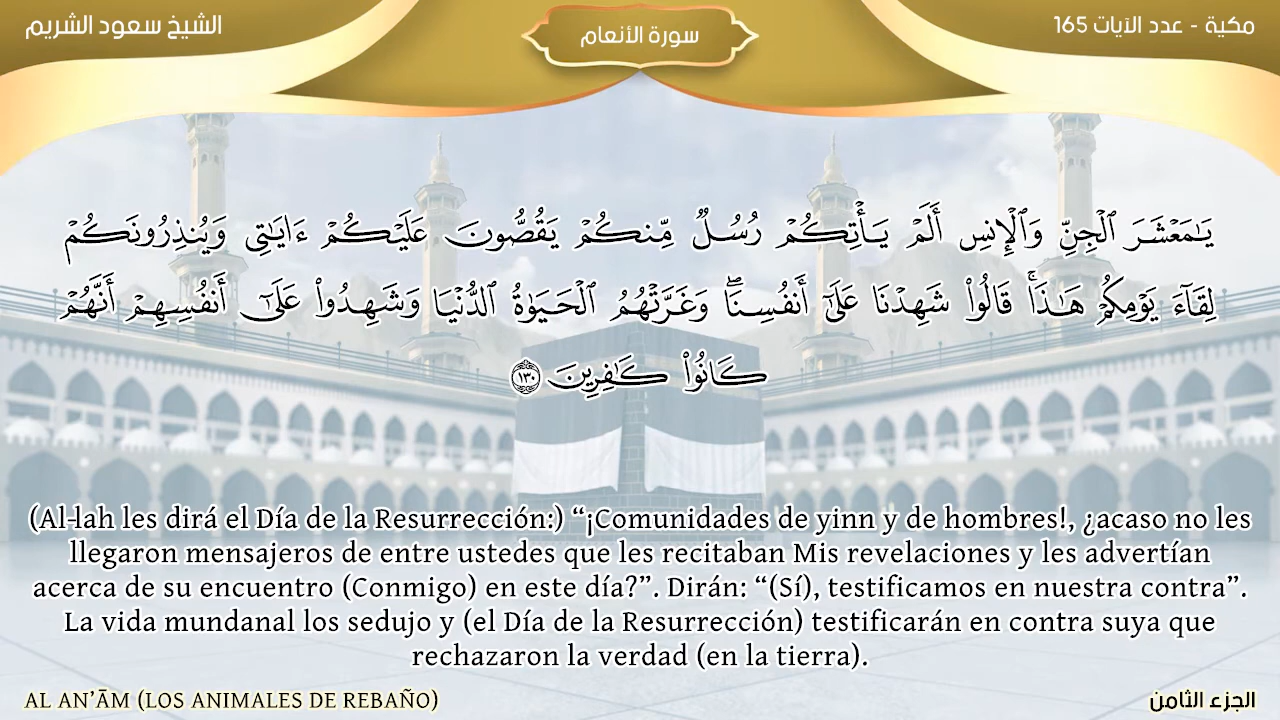 الشيخ سعود الشريم
سورة الأنعام
مكية - عدد الآيات 165
يَـٰمَعۡشَرَ ٱلۡجِنِّ وَٱلۡإِنسِ أَلَمۡ يَأۡتِكُمۡ رُسُلٌ مِّنكُمۡ يَقُصُّونَ عَلَيۡكُمۡ ءَايَـٰتِي وَيُنذِرُونَكُمۡ
لِقَآءَ يَوۡمِكُمۡ هَـٰذَاۚ قَالُواْ شَهِدۡنَا عَلَىٰٓ أَنفُسِنَاۖ وَغَرَّتۡهُمُ ٱلۡحَيَوٰةُ ٱلدُّنۡيَا وَشَهِدُواْ عَلَىٰٓ أَنفُسِهِمۡ أَنَّهُمۡ
كَانُواْ كَـٰفِرِينَ ١٣٠
(Al-lah les dirá el Día de la Resurrección:) “¡Comunidades de yinn y de hombres!, ¿acaso no les
llegaron mensajeros de entre ustedes que les recitaban Mis revelaciones y les advertían
acerca de su encuentro (Conmigo) en este día?”. Dirán: “(Sí), testificamos en nuestra contra”.
La vida mundanal los sedujo y (el Día de la Resurrección) testificarán en contra suya que
rechazaron la verdad (en la tierra).
AL AN’ĀM (LOS ANIMALES DE REBAÑO)
الجزء الثامن